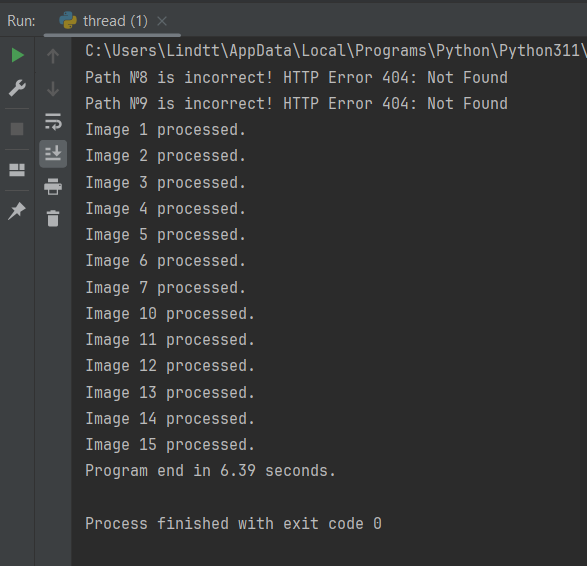 Run: thread (1)
C:\Users\Lindtt\AppData\Local\Programs\Python\Python311\
Path №8 is incorrect! HTTP Error 404: Not Found
Path №9 is incorrect! HTTP Error 404: Not Found
Image 1 processed.
Image 2 processed.
Image 3 processed.
Image 4 processed.
Image 5 processed.
Image 6 processed.
Image 7 processed.
Image 10 processed.
Image 11 processed.
Image 12 processed.
Image 13 processed.
Image 14 processed.
Image 15 processed.
Program end in 6.39 seconds.
Process finished with exit code 0